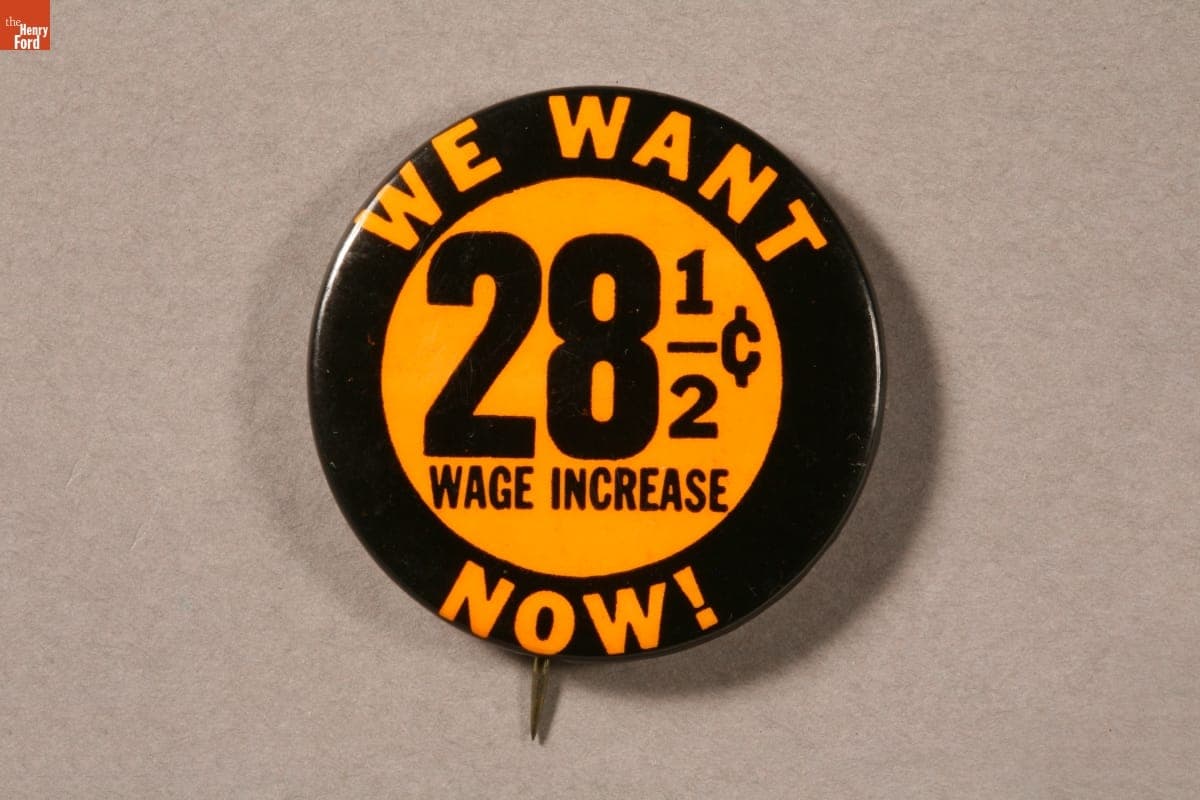 the
Henry
Ford
WE WANT
28 1/2 ¢
WAGE INCREASE
NOW!